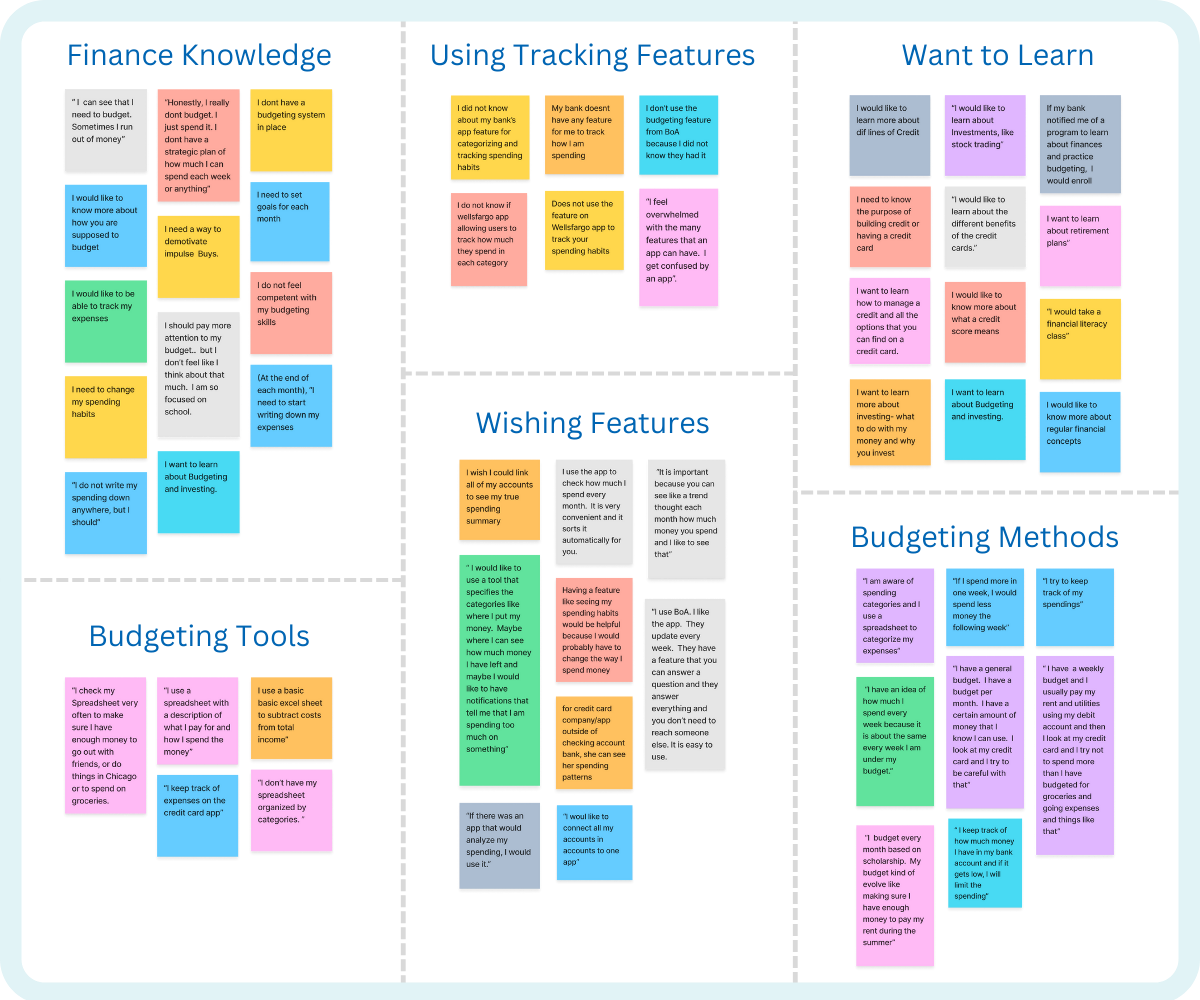 Finance Knowledge
" I  can see that I
need to budget.
Sometimes I run
out of money"
"Honestly, I really
dont budget. I
just spend it. I
dont have a
strategic plan of
how much I can
spend each week
or anything"
I dont have a
budgeting system
in place
I would like to
know more about
how you are
supposed to
budget
I need a way to
demotivate
impulse  Buys.
I need to set
goals for each
month
I would like to be
able to track my
expenses
I should pay more
attention to my
budget..  but I
don't feel like I
think about that
much.  I am so
focused on
school.
I do not feel
competent with
my budgeting
skills
I need to change
my spending
habits
(At the end of
each month), "I
need to start
writing down my
expenses
"I do not write my
spending down
anywhere, but I
should"
I want to learn
about Budgeting
and investing.
Budgeting Tools
"I check my
Spreadsheet very
often to make
sure I have
enough money to
go out with
friends, or do
things in Chicago
or to spend on
groceries.
"I use a
spreadsheet with
a description of
what I pay for and
how I spend the
money"
"I use a basic
basic excel sheet
to subtract costs
from total
income"
"I keep track of
expenses on the
credit card app"
"I don't have my
spreadsheet
organized by
categories. "
Using Tracking Features
I did not know
about my bank's
app feature for
categorizing and
tracking spending
habits
My bank doesnt
have any feature
for me to track
how I am
spending
I don't use the
budgeting feature
from BoA
because I did not
know they had it
I do not know if
wellsfargo app
allowing users to
track how much
they spend in
each category
Does not use the
feature on
Wellsfargo app to
track your
spending habits
"I feel
overwhelmed
with the many
features that an
app can have.  I
get confused by
an app".
Wishing Features
I wish I could link
all of my accounts
to see my true
spending
summary
I use the app to
check how much I
spend every
month.  It is very
convenient and it
sorts it
automatically for
you.
"It is important
because you can
see like a trend
thought each
month how much
money you spend
and I like to see
that"
" I would like to
use a tool that
specifies the
categories like
where I put my
money.  Maybe
where I can see
how much money
I have left and
maybe I would
like to have
notifications that
tell me that I am
spending too
much on
something"
Having a feature
like seeing my
spending habits
would be helpful
because I would
probably have to
change the way I
spend money
"I use BoA. I like
the app.  They
update every
week.  They have
a feature that you
can answer a
question and they
answer
everything and
you don't need to
reach someone
else. It is easy to
use.
for credit card
company/app
outside of
checking account
bank, she can see
her spending
patterns
"If there was an
app that would
analyze my
spending, I would
use it."
"I woul like to
connect all my
accounts in
accounts to one
app"
Want to Learn
I would like to
learn more about
dif lines of Credit
"I would like to
learn about
Investments, like
stock trading"
If my bank
notified me of a
program to learn
about finances
and practice
budgeting,  I
would enroll
I need to know
the purpose of
building credit or
having a credit
card
"I would like to
learn about the
different benefits
of the credit
cards."
I want to learn
about retirement
plans"
I want to learn
how to manage a
credit and all the
options that you
can find on a
credit card.
I would like to
know more about
what a credit
score means
"I would take a
financial literacy
class"
I want to learn
more about
investing- what
to do with my
money and why
you invest
I want to learn
about Budgeting
and investing.
I would like to
know more about
regular financial
concepts
Budgeting Methods
"I am aware of
spending
categories and I
use a
spreadsheet to
categorize my
expenses"
"If I spend more in
one week, I would
spend less
money the
following week"
"I try to keep
track of my
spendings"
"I have an idea of
how much I
spend every
week because it
is about the same
every week I am
under my
budget."
"I have a general
budget.  I have a
budget per
month.  I have a
certain amount of
money that I
know I can use.  I
look at my credit
card and I try to
be careful with
that"
" I have  a weekly
budget and I
usually pay my
rent and utilities
using my debit
account and then
I look at my credit
card and I try not
to spend more
than I have
budgeted for
groceries and
going expenses
and things like
that"
"I  budget every
month based on
scholarship.  My
budget kind of
evolve like
making sure I
have enough
money to pay my
rent during the
summer"
" I keep track of
how much money
I have in my bank
account and if it
gets low, I will
limit the
spending"